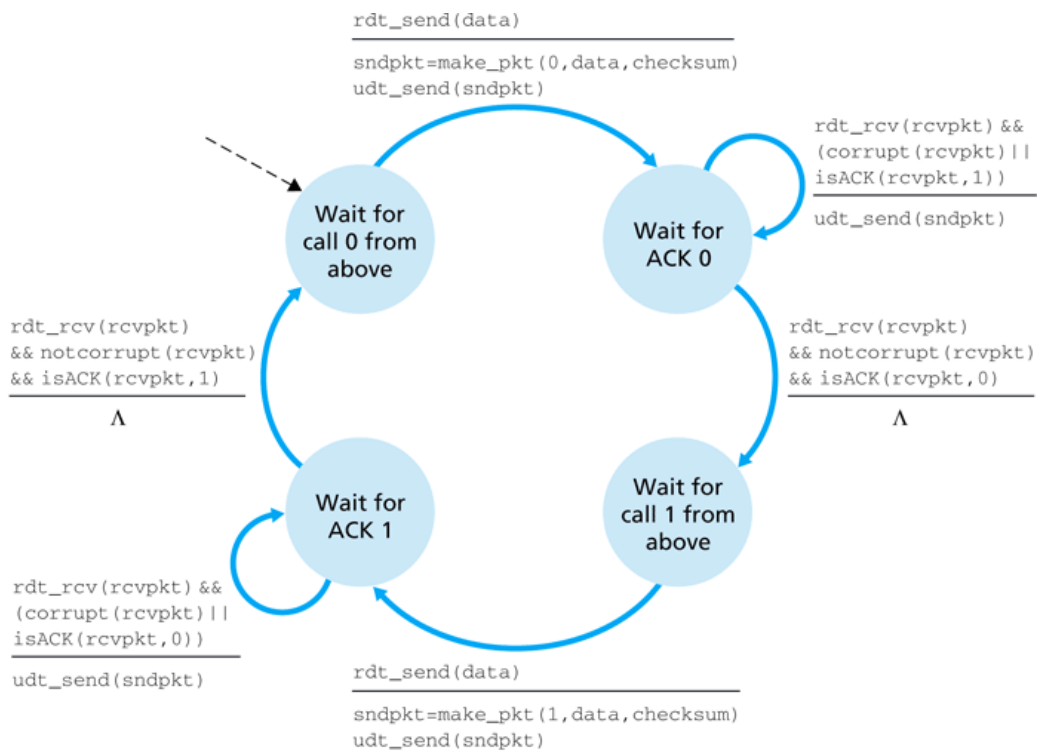 rdt_send(data)
sndpkt=make_pkt(0,data,checksum)
udt_send(sndpkt)
rdt_rcv(rcvpkt) &&
(corrupt(rcvpkt)||
isACK(rcvpkt,1))
udt_send(sndpkt)
Wait for
call 0 from
above
Wait for
ACK 0
rdt_rcv(rcvpkt)
&& notcorrupt(rcvpkt)
&& isACK(rcvpkt,1)
Λ
rdt_rcv(rcvpkt)
&& notcorrupt(rcvpkt)
&& isACK(rcvpkt,0)
Λ
Wait for
ACK 1
Wait for
call 1 from
above
rdt_rcv(rcvpkt) &&
(corrupt(rcvpkt)||
isACK(rcvpkt,0))
udt_send(sndpkt)
rdt_send(data)
sndpkt=make_pkt(1,data,checksum)
udt_send(sndpkt)